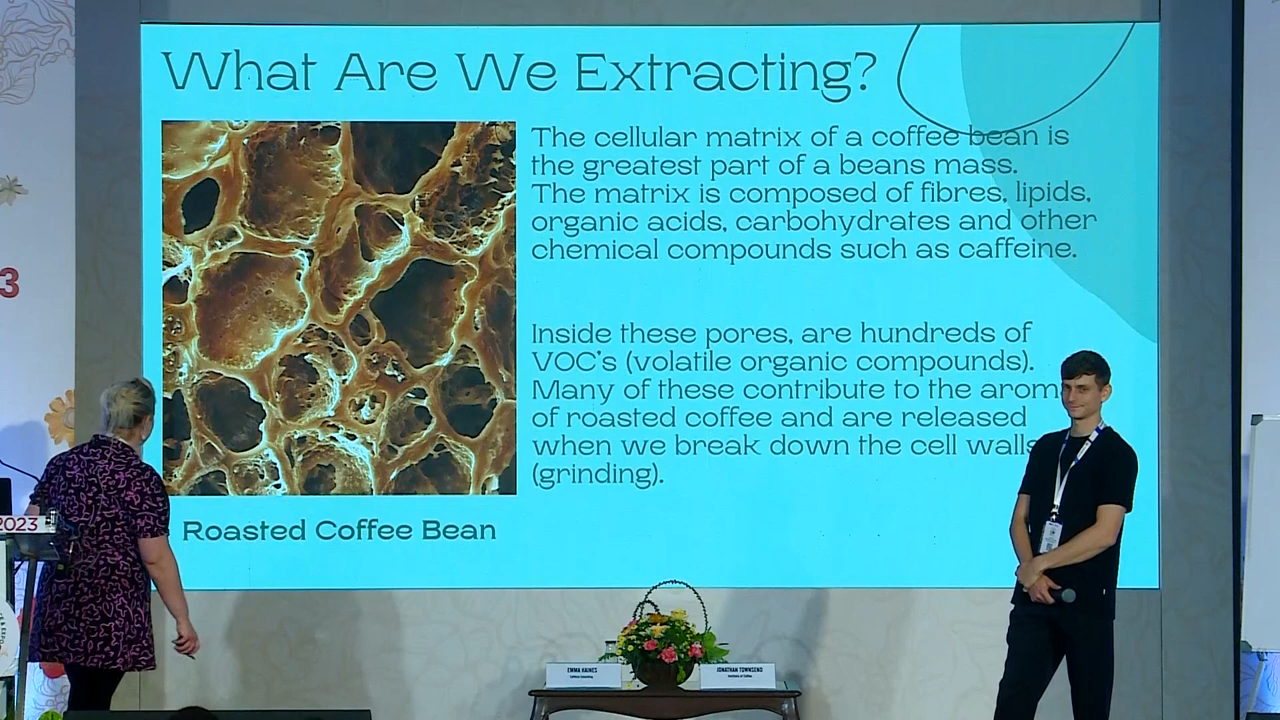 What Are We Extracting?
The cellular matrix of a coffee bean is
the greatest part of a beans mass.
The matrix is composed of fibres, lipids,
organic acids, carbohydrates and other
chemical compounds such as caffeine.
Inside these pores, are hundreds of
VOC's (volatile organic compounds).
Many of these contribute to the arom
of roasted coffee and are released
when we break down the cell walls
(grinding).
Roasted Coffee Bean
3
2023
EMMA HAINES
JONATHAN TOWNSEND